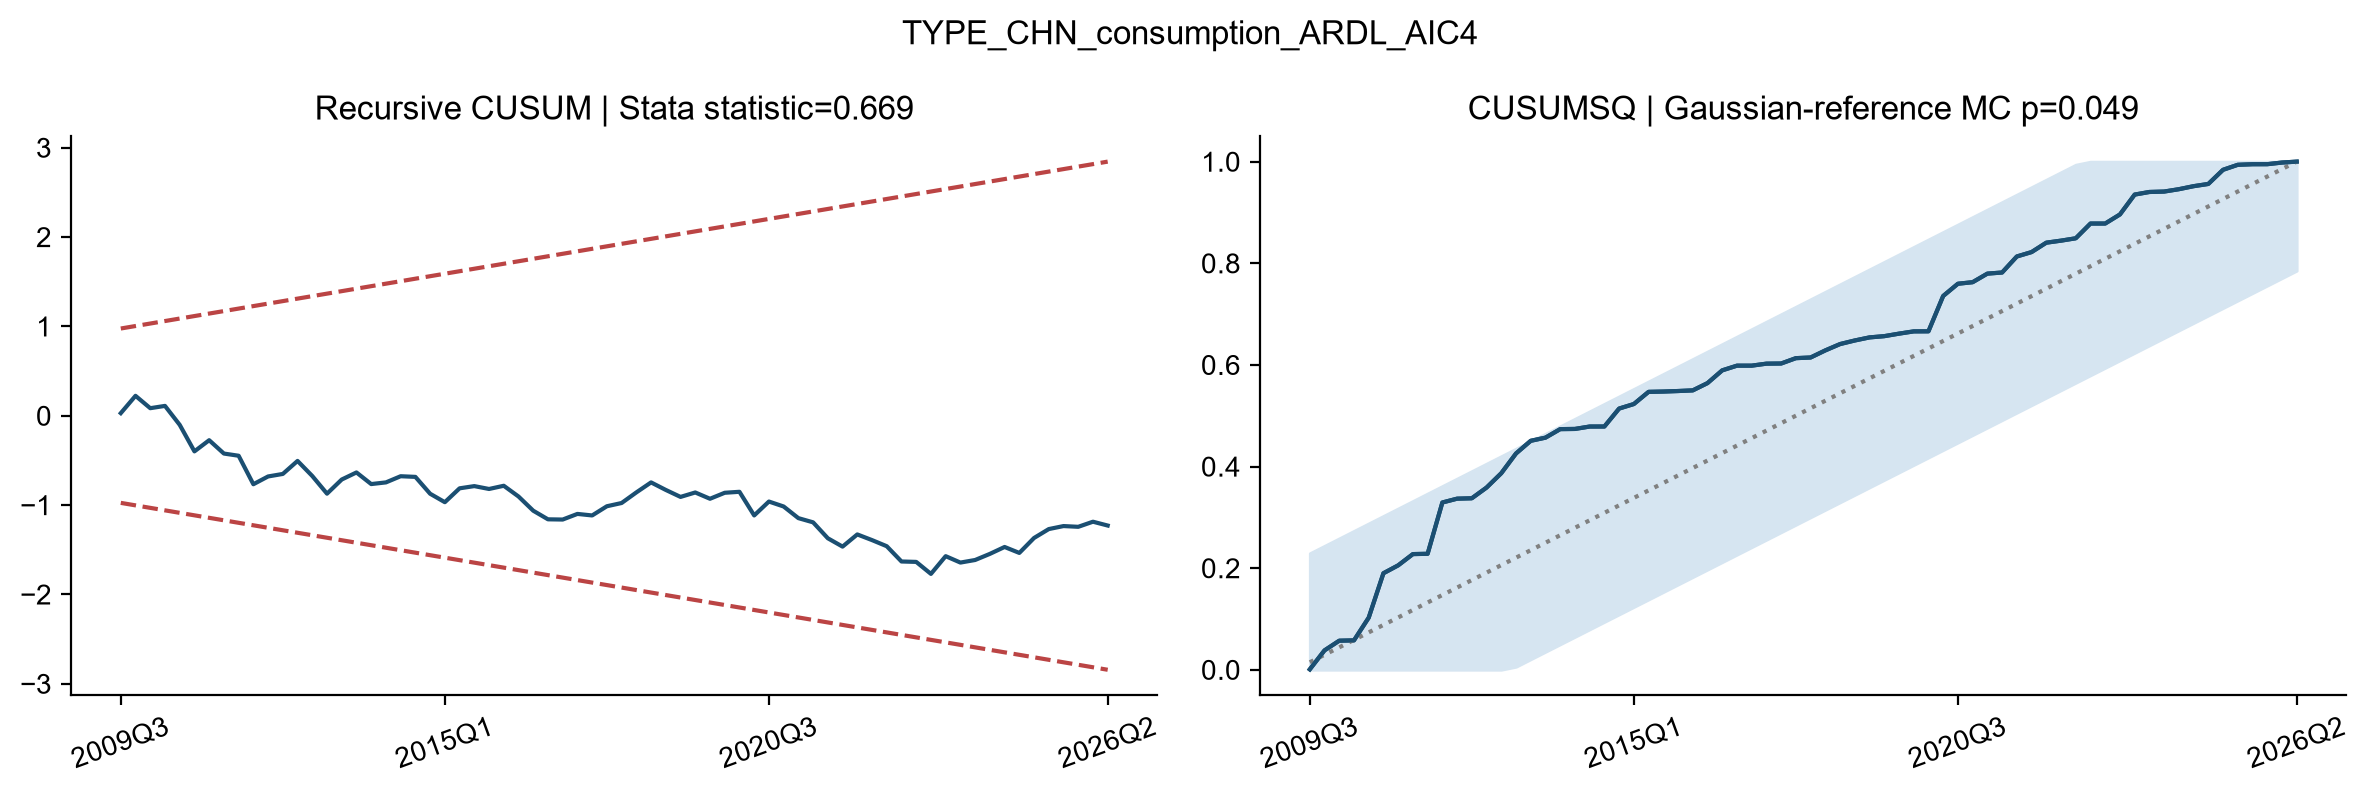 TYPE_CHN_consumption_ARDL_AIC4
Recursive CUSUM | Stata statistic=0.669
3
2
1
0
−1
−2
−3
2009Q3
2015Q1
2020Q3
2026Q2
CUSUMSQ | Gaussian-reference MC p=0.049
1.0
0.8
0.6
0.4
0.2
0.0
2009Q3
2015Q1
2020Q3
2026Q2